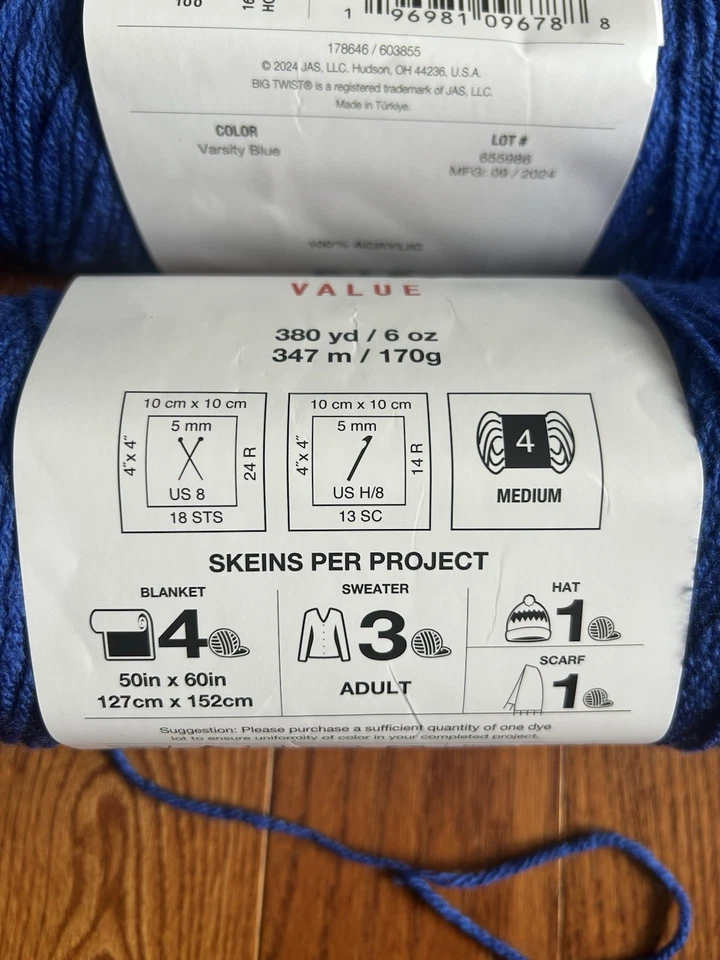 100
1 96981 09678 8
178646 / 603855
© 2024 JAS, LLC. Hudson, OH 44236, U.S.A.
BIG TWIST® is a registered trademark of JAS, LLC.
Made in Türkiye.
COLOR
Varsity Blue
LOT #
655986
MFG: 09 / 2024
100% ACRYLIC
VALUE
380 yd / 6 oz
347 m / 170g
10 cm x 10 cm
4" x 4"
5 mm
US 8
24 R
18 STS
10 cm x 10 cm
4" x 4"
5 mm
US H/8
14 R
13 SC
4
MEDIUM
SKEINS PER PROJECT
BLANKET
4
50in x 60in
127cm x 152cm
SWEATER
3
ADULT
HAT
1
SCARF
1
Suggestion: Please purchase a sufficient quantity of one dye
lot to ensure uniformity of color in your completed project.